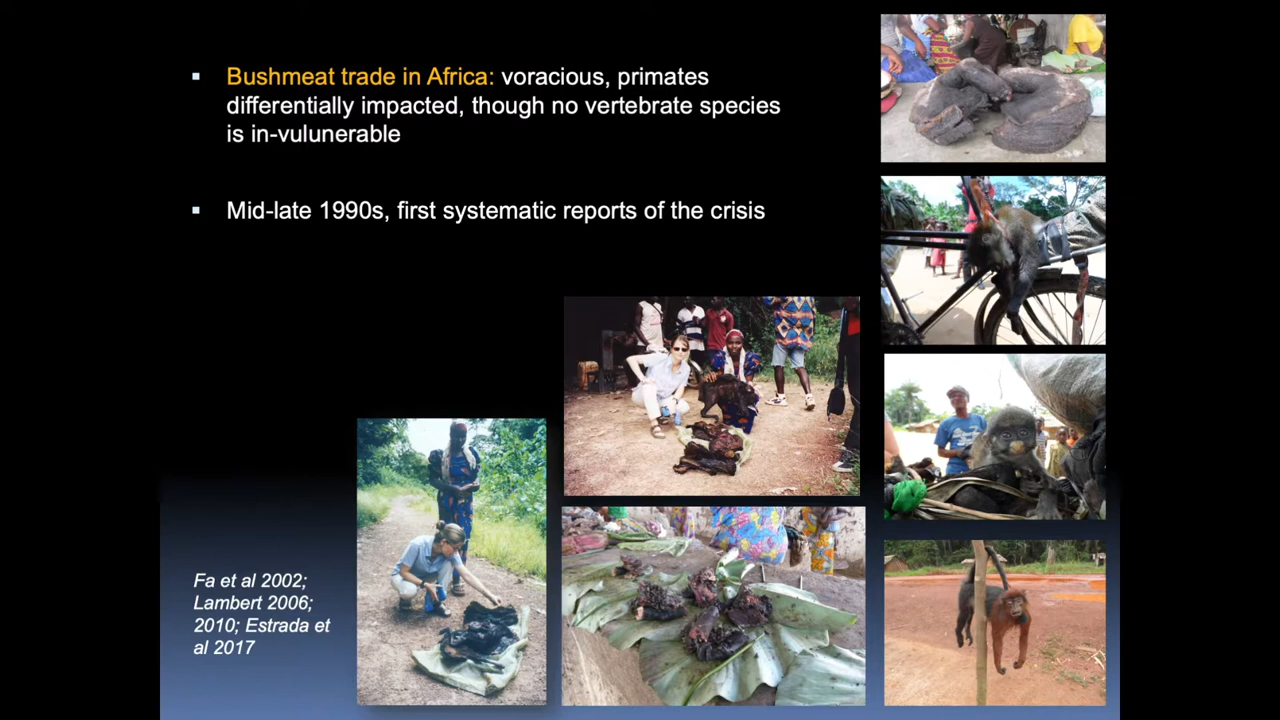 Bushmeat trade in Africa: voracious, primates
differentially impacted, though no vertebrate species
is in-vulunerable
Mid-late 1990s, first systematic reports of the crisis
Fa et al 2002;
Lambert 2006;
2010; Estrada et
al 2017